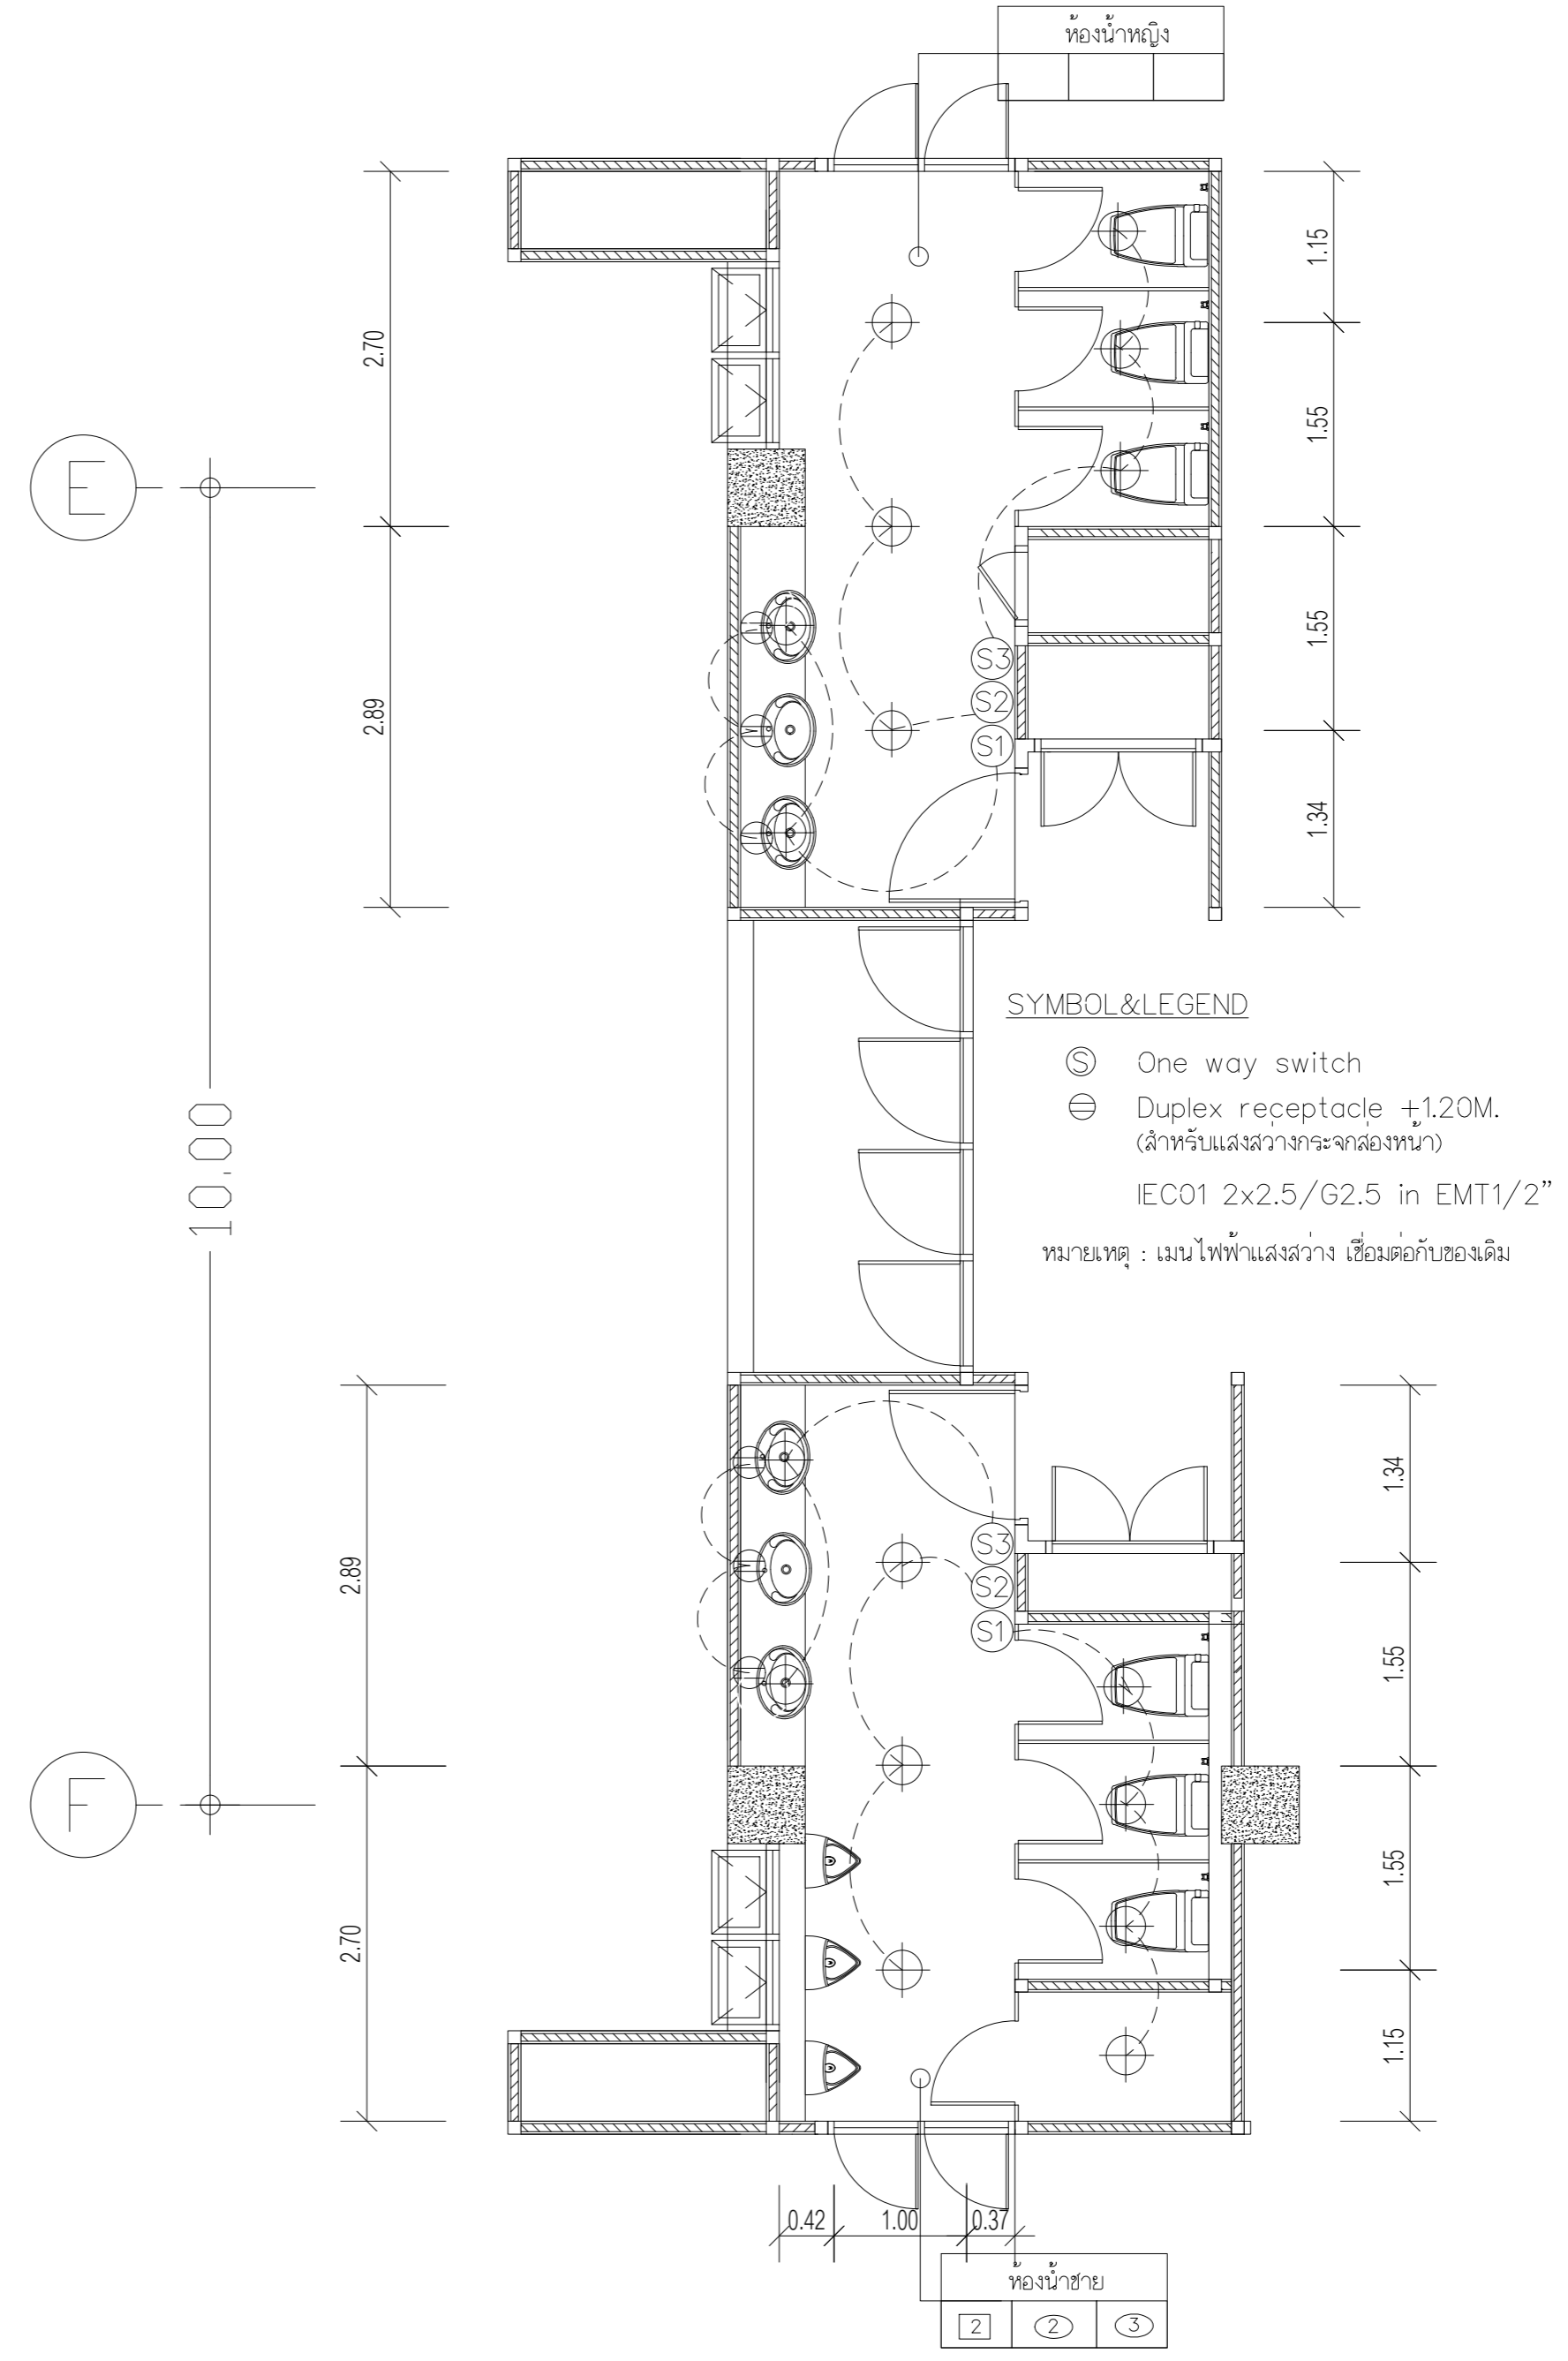 ห้องน้ำหญิง
1.15
2.70
1.55
E
S3
1.55
S2
2.89
S1
1.34
SYMBOL&LEGEND
S One way switch
Duplex receptacle +1.20M.
(สำหรับแสงสว่างกระจกส่องหน้า)
10.00
IEC01 2x2.5/G2.5 in EMT1/2”
หมายเหตุ : เมนไฟฟ้าแสงสว่าง เชื่อมต่อกับของเดิม
1.34
S3
2.89
S2
S1
1.55
F
1.55
2.70
1.15
0.42 1.00 0.37
ห้องน้ำชาย
2 2 3